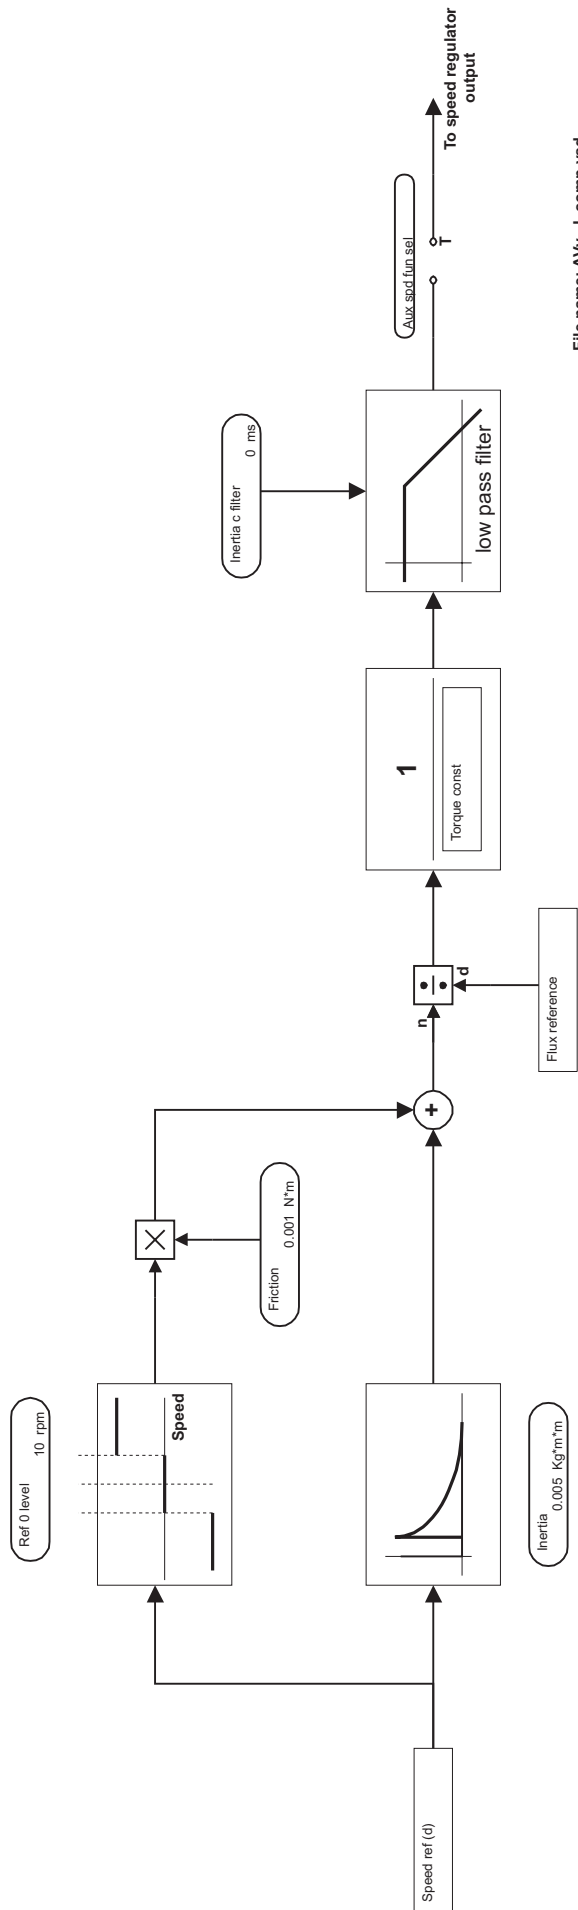 Speed ref (d)
Ref 0 level
10 rpm
Speed
Inertia
0.005 Kg*m*m
Friction
0.001 N*m
+
n
d
Flux reference
1
Torque const
Inertia c filter
0 ms
low pass filter
Aux spd fun sel
T
To speed regulator
output